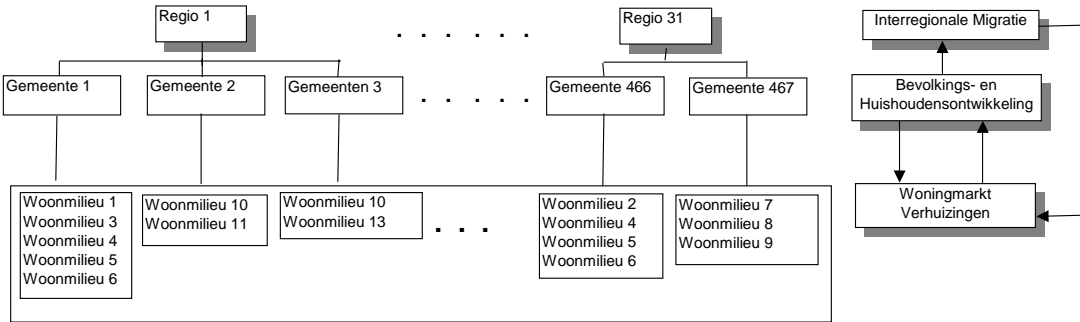 Regio 1
. . . . . .
Regio 31
Gemeente 1
Gemeente 2
Gemeenten 3
. . . . .
Gemeente 466
Gemeente 467
Woonmilieu 1
Woonmilieu 3
Woonmilieu 4
Woonmilieu 5
Woonmilieu 6
Woonmilieu 10
Woonmilieu 11
Woonmilieu 10
Woonmilieu 13
. . .
Woonmilieu 2
Woonmilieu 4
Woonmilieu 5
Woonmilieu 6
Woonmilieu 7
Woonmilieu 8
Woonmilieu 9
Interregionale Migratie
Bevolkings- en
Huishoudensontwikkeling
Woningmarkt
Verhuizingen